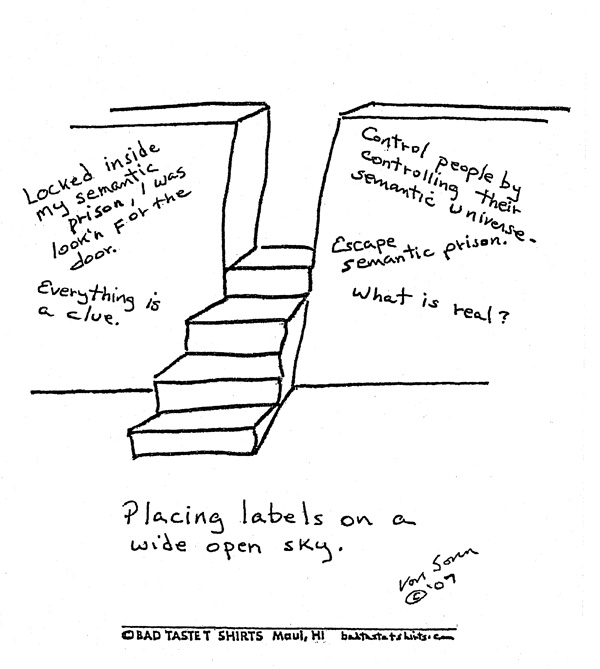 Locked inside
my semantic
prison, I was
look'n for the
door.
Everything is
a clue.
Control people by
controlling their
semantic universe.
Escape
semantic prison.
What is real?
Placing labels on a
wide open sky.
von Sorin
© '09
© BAD TASTE T SHIRTS Maui, HI badtastetshirts.com